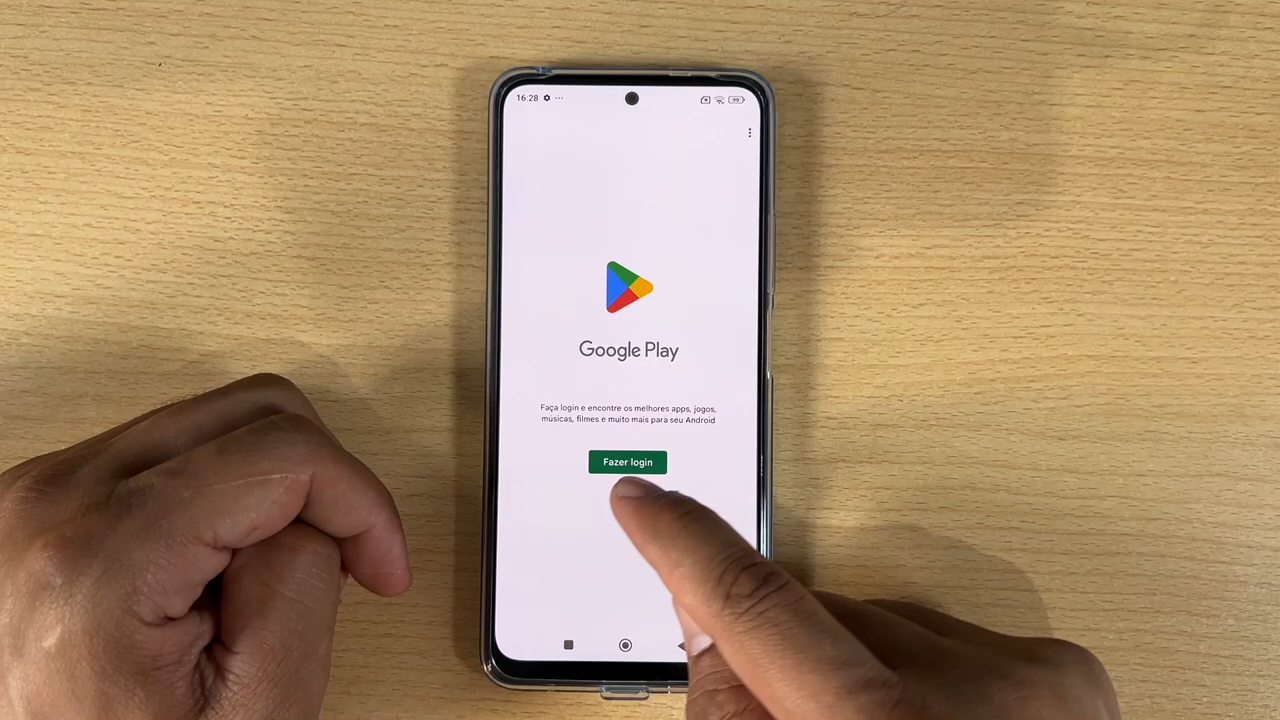 16:28
99
Google Play
Faça login e encontre os melhores apps, jogos,
músicas, filmes e muito mais para seu Android
Fazer login